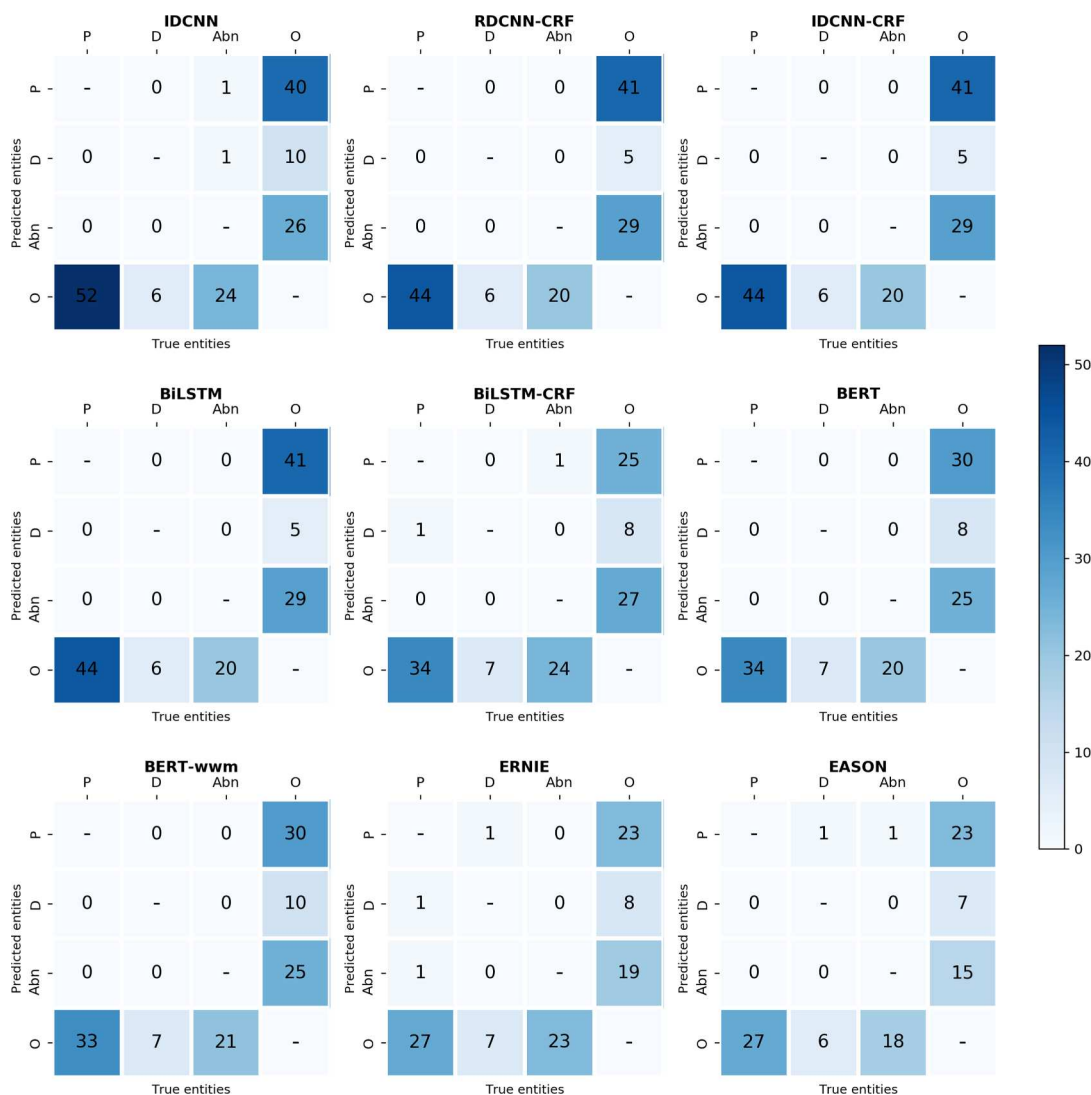 IDCNN RDCNN-CRF IDCNN-CRF
P D Abn O P D Abn O P D Abn O
P - 0 1 40 P - 0 0 41 P - 0 0 41
D 0 - 1 10 D 0 - 0 5 D 0 - 0 5
Abn 0 0 - 26 Abn 0 0 - 29 Abn 0 0 - 29
O 52 6 24 - O 44 6 20 - O 44 6 20 -
Predicted entities Predicted entities Predicted entities
True entities True entities True entities
BiLSTM BiLSTM-CRF BERT
P D Abn O P D Abn O P D Abn O
P - 0 0 41 P - 0 1 25 P - 0 0 30
D 0 - 0 5 D 1 - 0 8 D 0 - 0 8
Abn 0 0 - 29 Abn 0 0 - 27 Abn 0 0 - 25
O 44 6 20 - O 34 7 24 - O 34 7 20 -
Predicted entities Predicted entities Predicted entities
True entities True entities True entities
BERT-wwm ERNIE EASON
P D Abn O P D Abn O P D Abn O
P - 0 0 30 P - 1 0 23 P - 1 1 23
D 0 - 0 10 D 1 - 0 8 D 0 - 0 7
Abn 0 0 - 25 Abn 1 0 - 19 Abn 0 0 - 15
O 33 7 21 - O 27 7 23 - O 27 6 18 -
Predicted entities Predicted entities Predicted entities
True entities True entities True entities
50
40
30
20
10
0